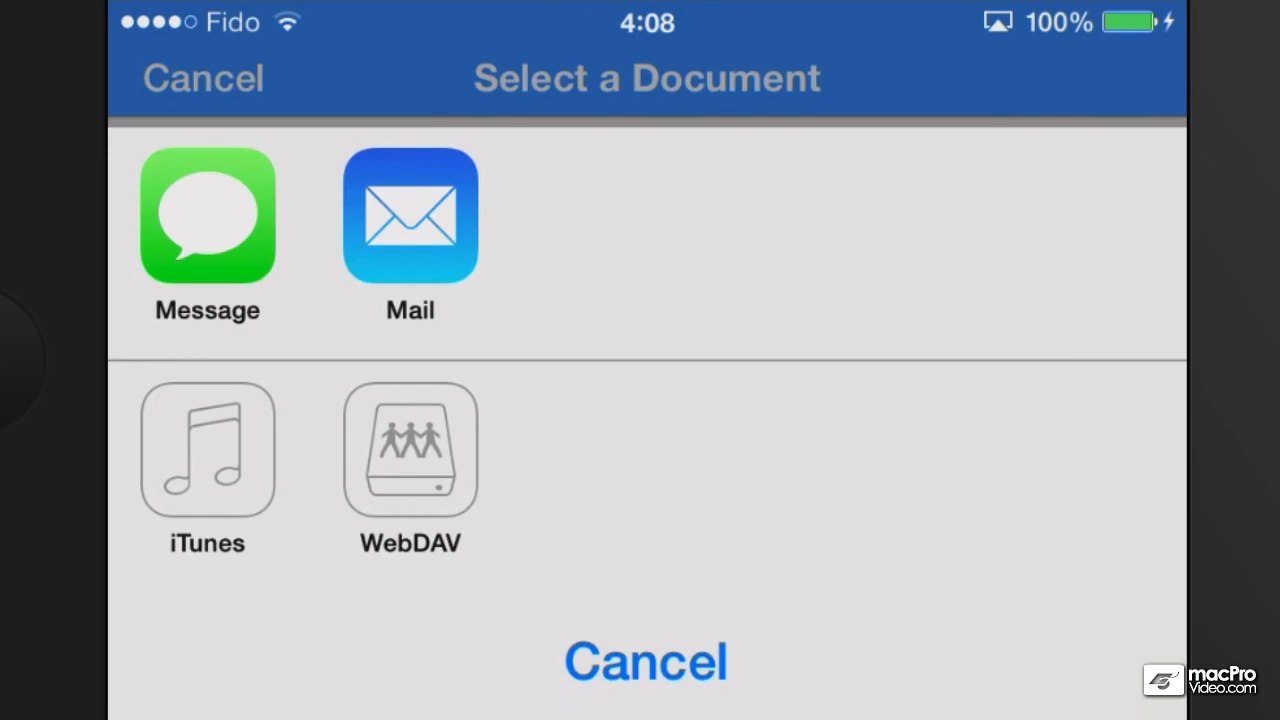 Fido 4:08 100%
Cancel Select a Document
Message Mail
iTunes WebDAV
Cancel
macPro
Video.com